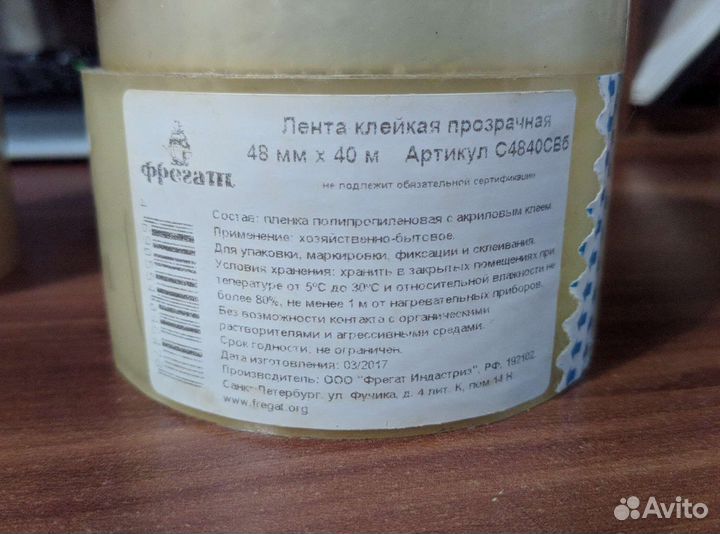 Лента клейкая прозрачная
48 мм х 40 м Артикул С4840СВб
не подлежит обязательной сертификации
фрегат
Состав: пленка полипропиленовая с акриловым клеем.
Применение: хозяйственно-бытовое.
Для упаковки, маркировки, фиксации и склеивания.
Условия хранения: хранить в закрытых помещениях при
тепературе от 5ºС до 30ºС и относительной влажности не
более 80%, не менее 1 м от нагревательных приборов.
Без возможности контакта с органическими
растворителями и агрессивными средами.
Срок годности: не ограничен.
Дата изготовления: 03/2017
Производитель: ООО "Фрегат Индастриз", РФ, 192102,
Санкт-Петербург, ул. Фучика, д. 4 лит. К, пом 14 Н
www.fregat.org
Avito